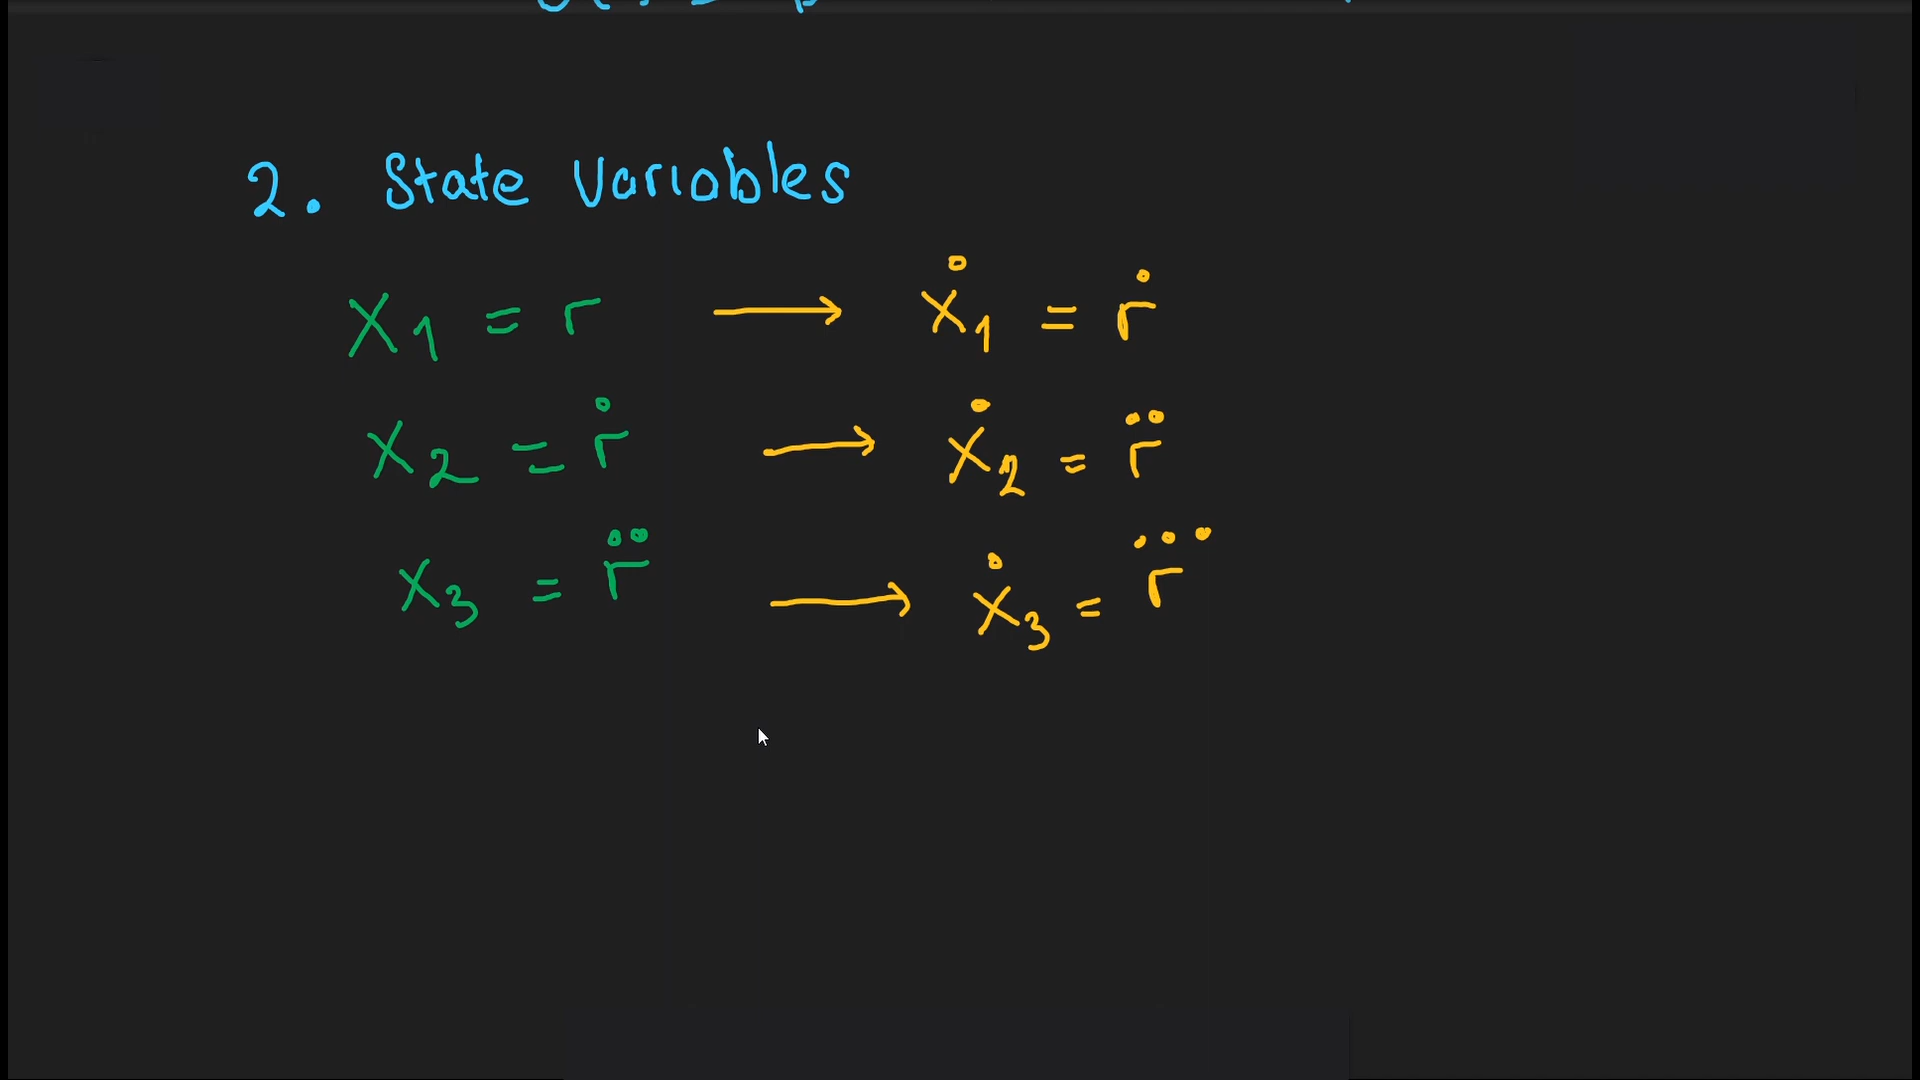 2. State Variables
x₁ = r ⟶ ẋ₁ = ṙ
x₂ = ṙ ⟶ ẋ₂ = r̈
x₃ = r̈ ⟶ ẋ₃ = r⃛